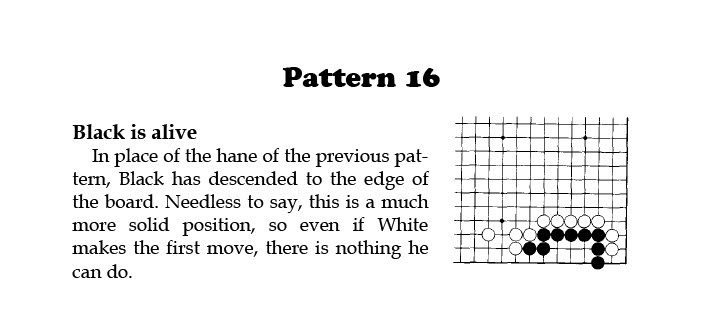 Pattern 16
Black is alive
In place of the hane of the previous pat-
tern, Black has descended to the edge of
the board. Needless to say, this is a much
more solid position, so even if White
makes the first move, there is nothing he
can do.